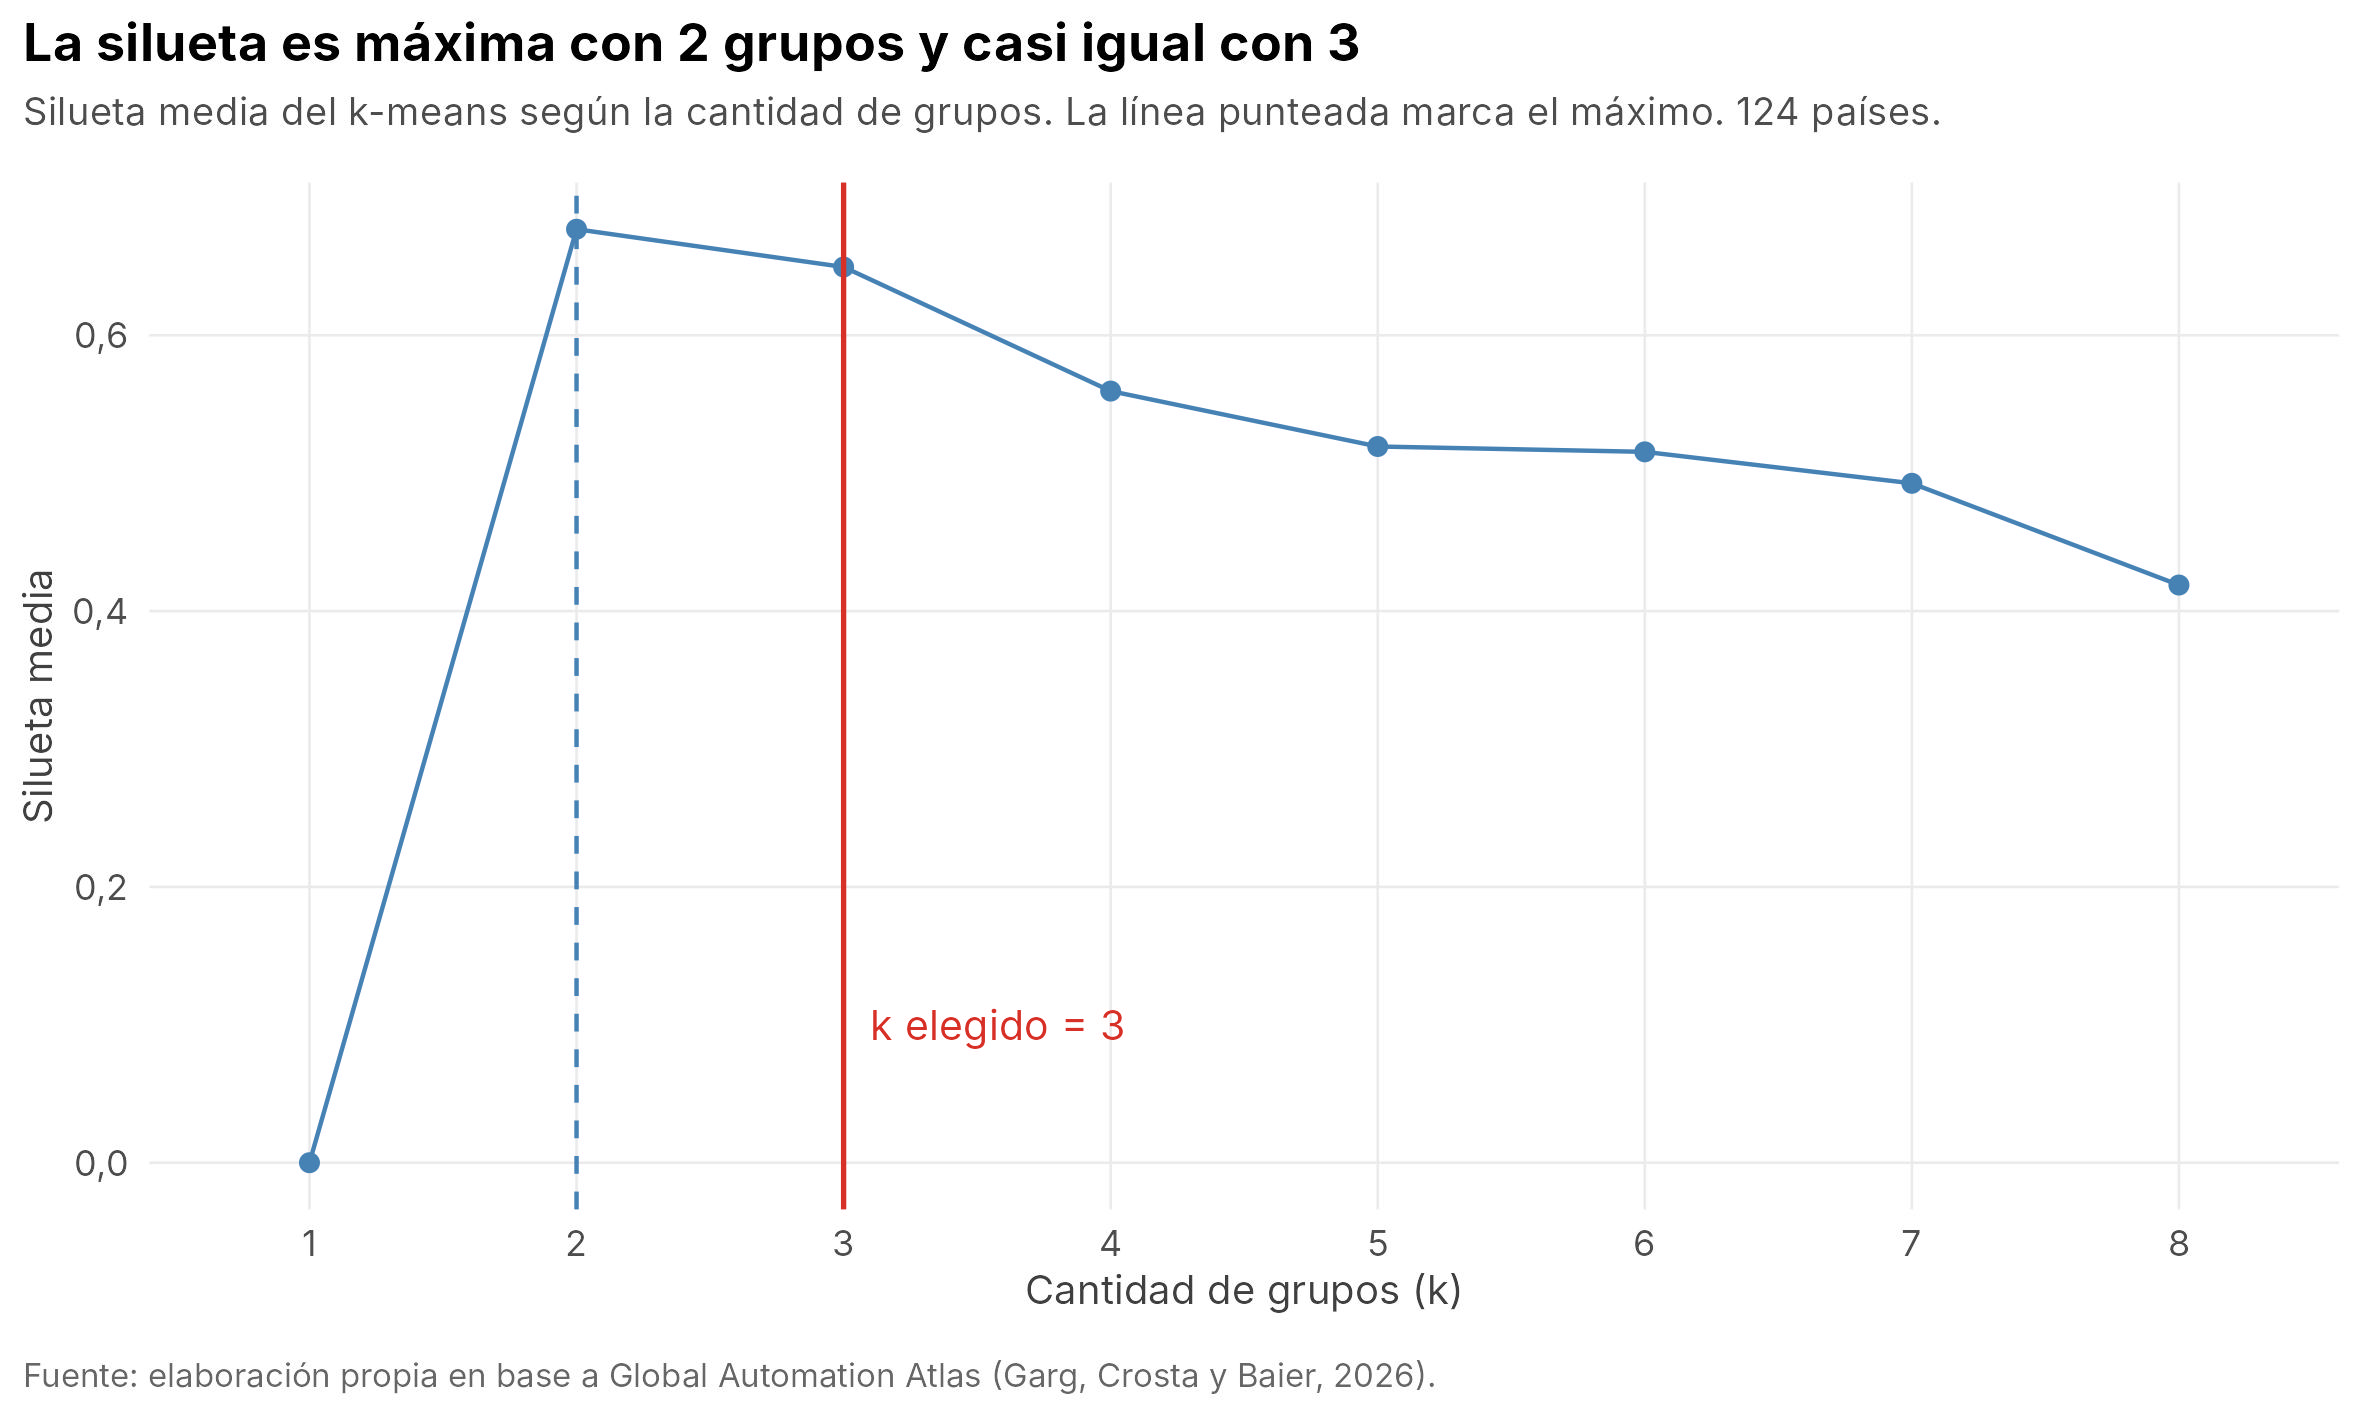 La silueta es máxima con 2 grupos y casi igual con 3
Silueta media del k-means según la cantidad de grupos. La línea punteada marca el máximo. 124 países.
Silueta media
0,6
0,4
0,2
0,0
k elegido = 3
1 2 3 4 5 6 7 8
Cantidad de grupos (k)
Fuente: elaboración propia en base a Global Automation Atlas (Garg, Crosta y Baier, 2026).